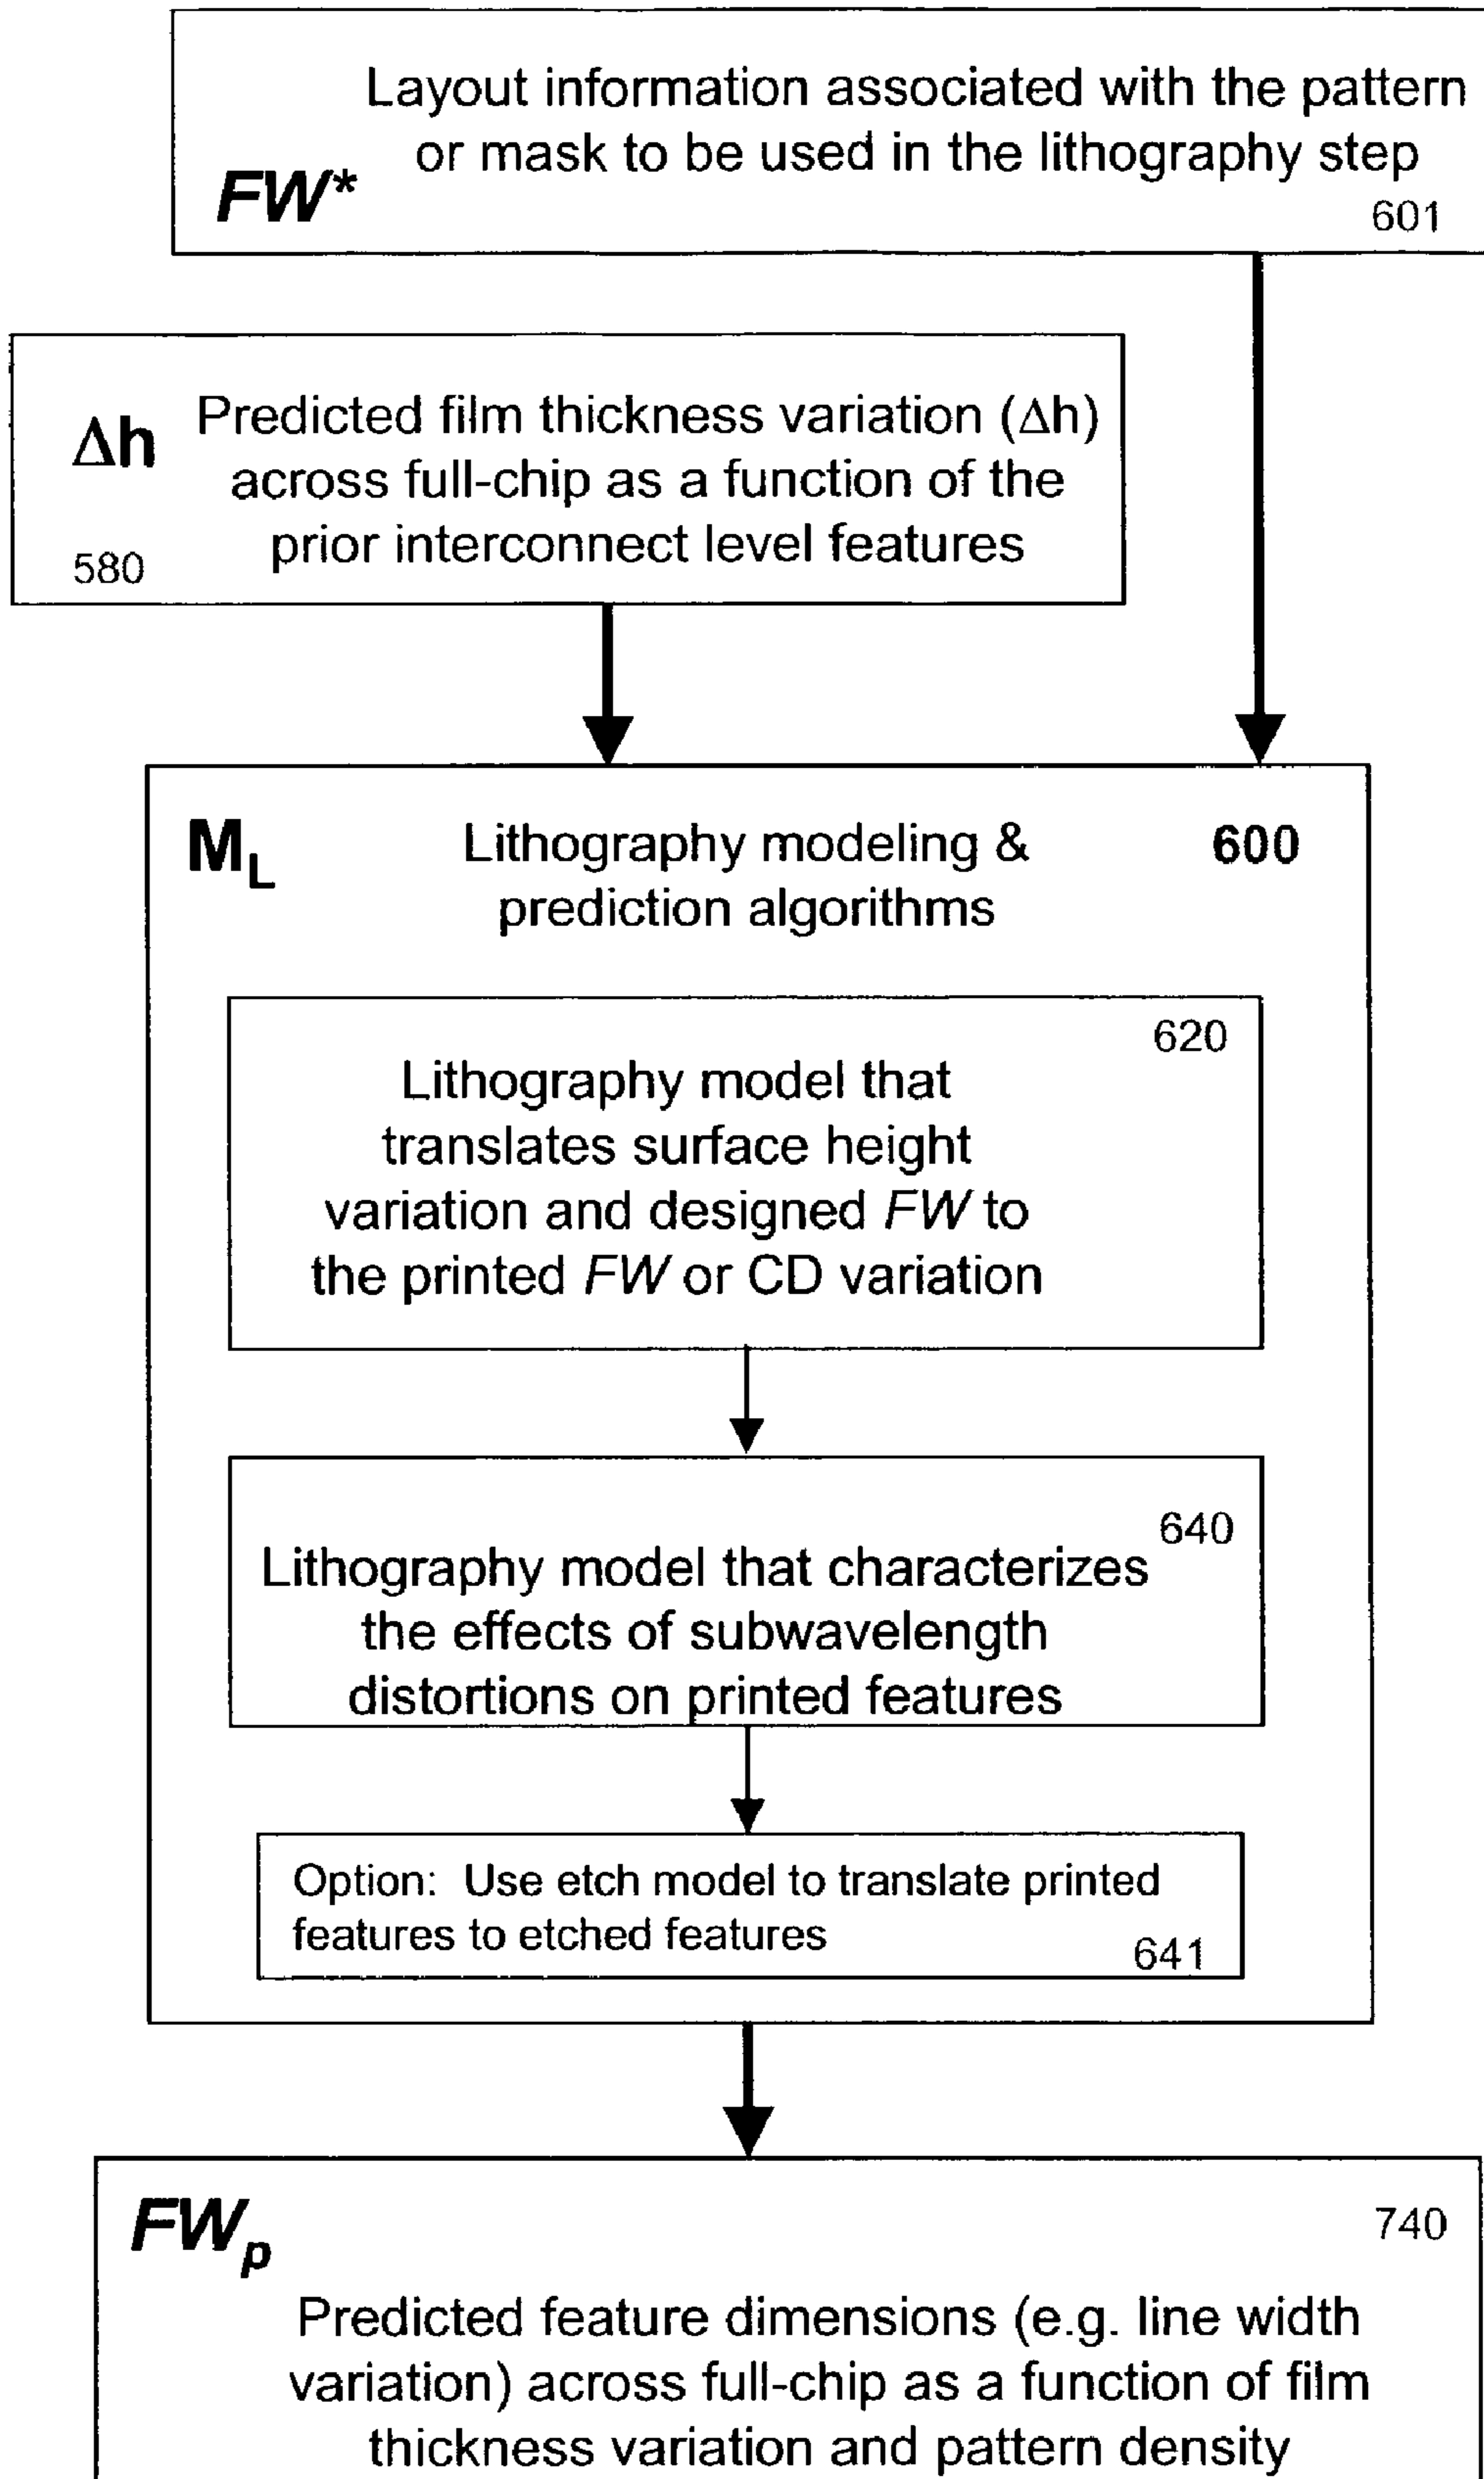 Layout information associated with the pattern
or mask to be used in the lithography step
FW*
601
Δh
Predicted film thickness variation (Δh)
across full-chip as a function of the
prior interconnect level features
580
M_L
Lithography modeling &
prediction algorithms
600
620
Lithography model that
translates surface height
variation and designed FW to
the printed FW or CD variation
640
Lithography model that characterizes
the effects of subwavelength
distortions on printed features
Option: Use etch model to translate printed
features to etched features
641
FW_p
740
Predicted feature dimensions (e.g. line width
variation) across full-chip as a function of film
thickness variation and pattern density